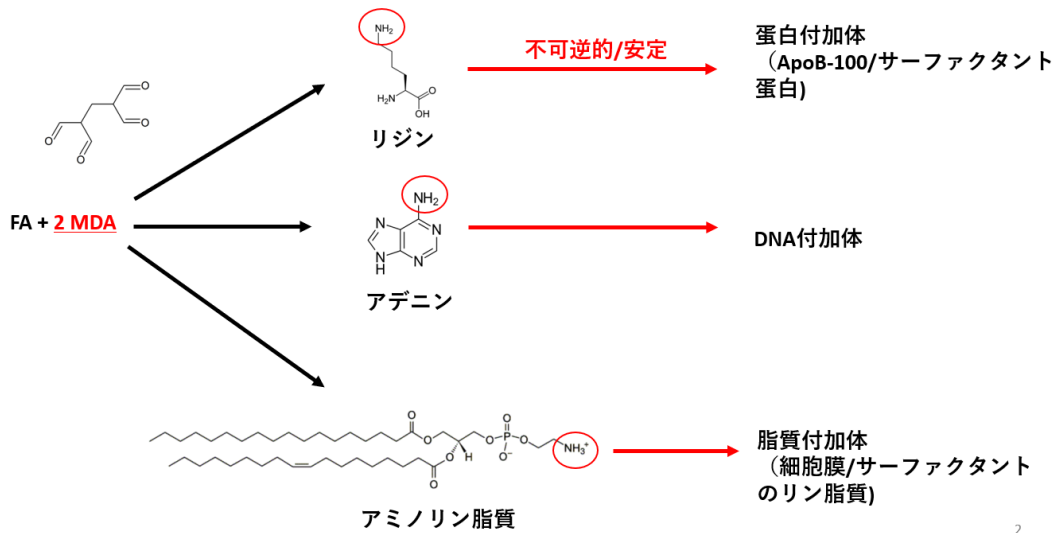 NH₂
不可逆的/安定
蛋白付加体
（ApoB-100/サーファクタント
蛋白)
O
O
O
O
H₂N
O
OH
リジン
FA + 2 MDA
NH₂
N
N
N
H
N
アデニン
DNA付加体
O
O
O
O
P
O⁻
O
H
O
O
NH₃⁺
アミノリン脂質
脂質付加体
（細胞膜/サーファクタント
のリン脂質)
2